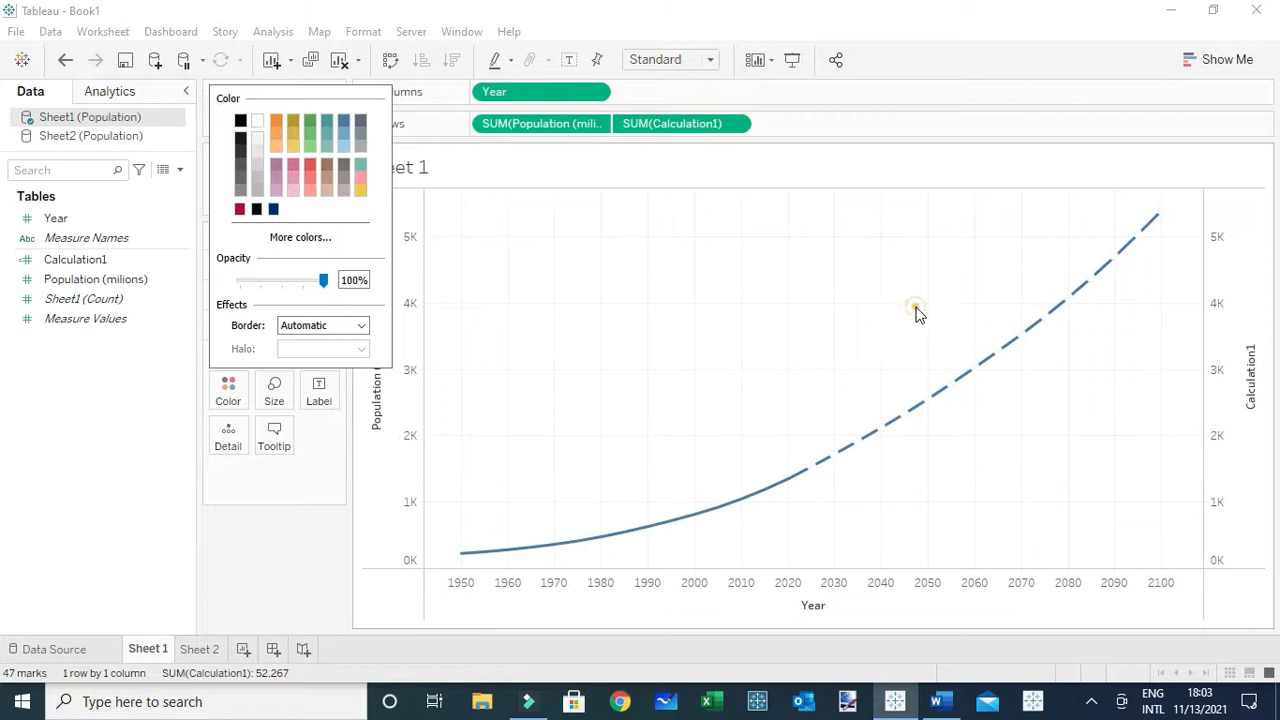 Tableau - Book1
File Data Worksheet Dashboard Story Analysis Map Format Server Window Help
Standard
Show Me
Data Analytics
Sheet1 (Population)
Sheet2 (Population)
Search
Tables
Year
Abc Measure Names
Calculation1
Population (milions)
Sheet1 (Count)
Measure Values
Color
More colors...
Opacity
100%
Effects
Border: Automatic
Halo:
Color Size Label
Detail Tooltip
umns Year
ws SUM(Population (mili.. SUM(Calculation1)
eet 1
5K
4K
3K
2K
1K
0K
Population
5K
4K
3K
2K
1K
0K
Calculation1
1950 1960 1970 1980 1990 2000 2010 2020 2030 2040 2050 2060 2070 2080 2090 2100
Year
Data Source Sheet 1 Sheet 2
47 marks 1 row by 1 column SUM(Calculation1): 52,267
Type here to search
ENG
INTL
18:03
11/13/2021